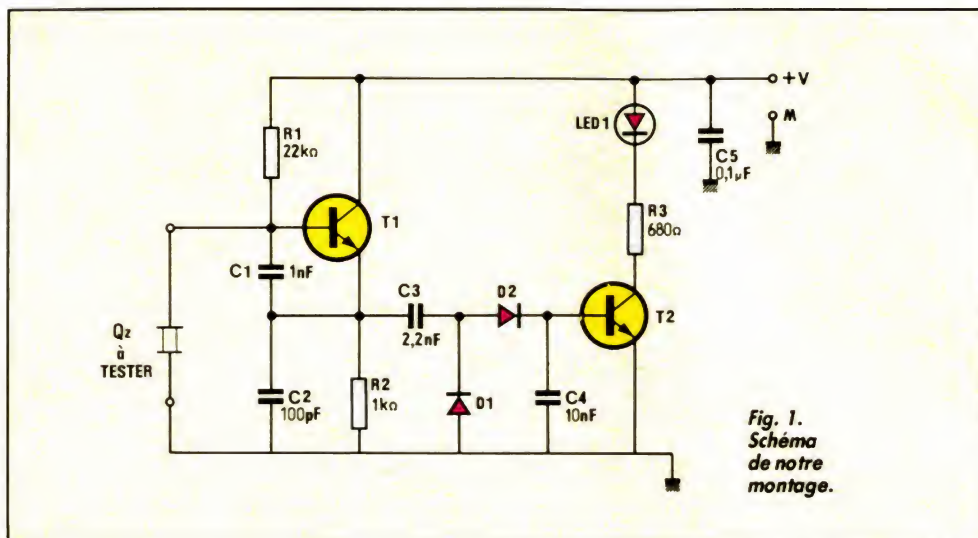 +V
M
R1
22kΩ
LED1
C5
0,1µF
T1
R3
680Ω
C1 1nF
C3
2,2nF
D2
T2
Qz
à
TESTER
C2
100pF
R2
1kΩ
D1
C4
10nF
Fig. 1.
Schéma
de notre
montage.